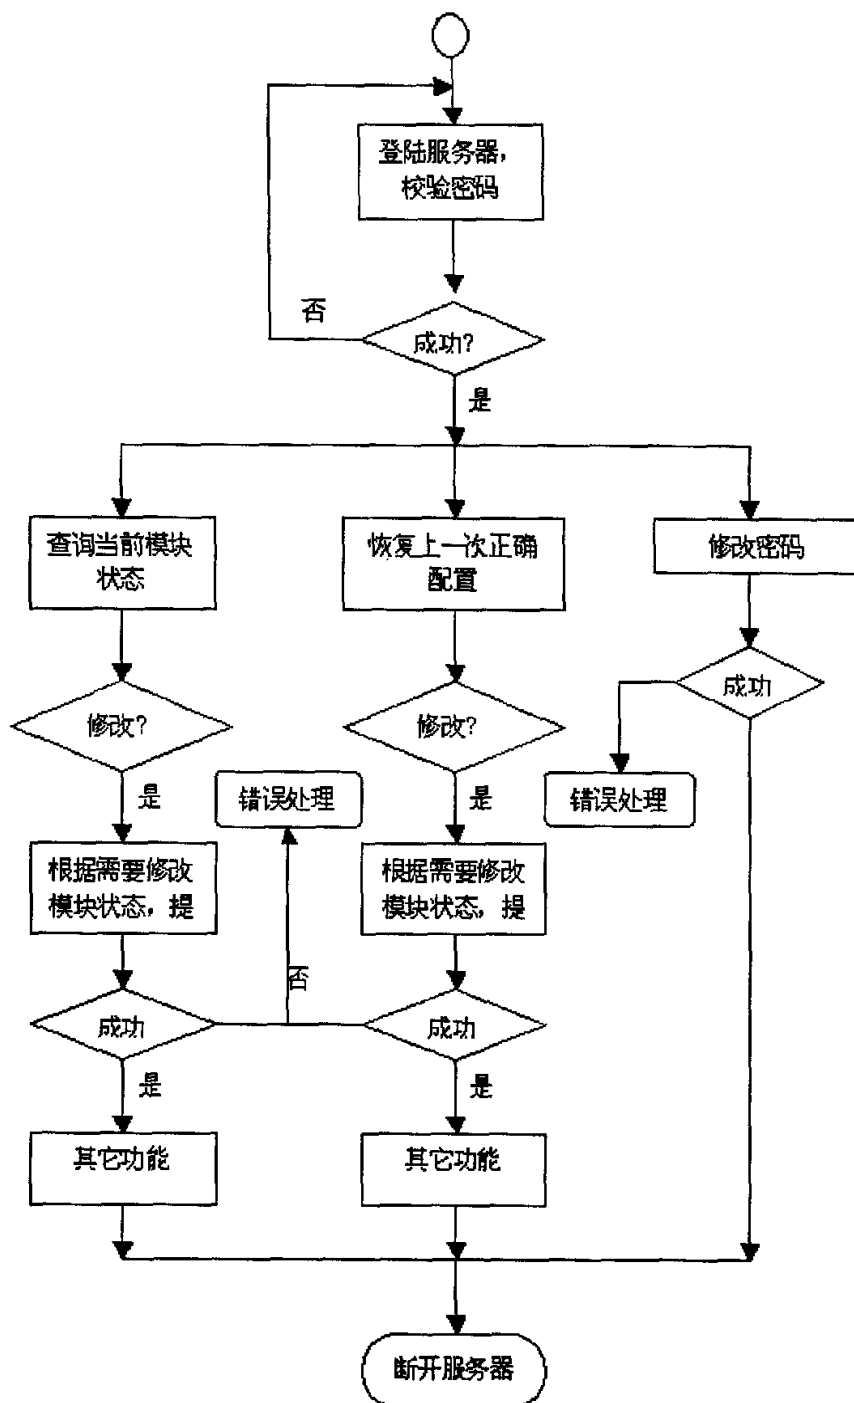 登陆服务器，
校验密码
否
成功？
是
查询当前模块
状态
恢复上一次正确
配置
修改密码
修改？
修改？
成功
是
错误处理
是
错误处理
根据需要修改
模块状态，提
根据需要修改
模块状态，提
否
成功
成功
是
是
其它功能
其它功能
断开服务器